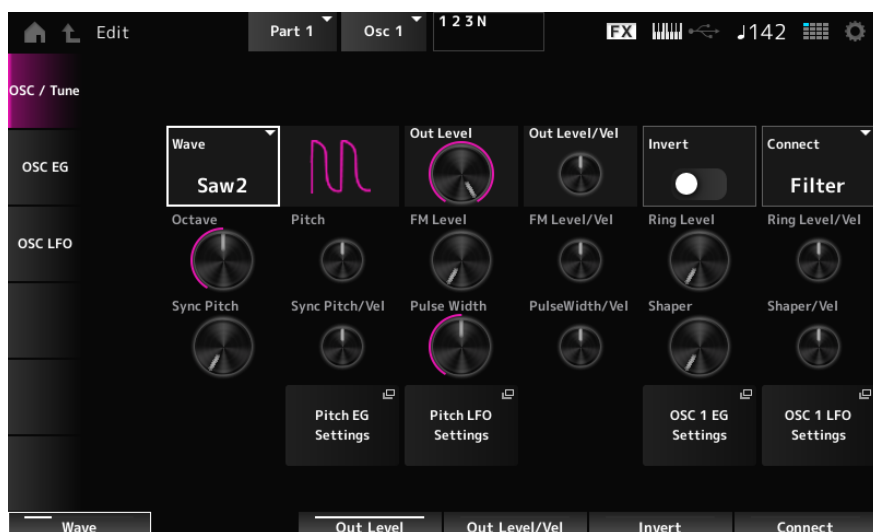 Edit
Part 1
Osc 1
1 2 3 N
FX
♩142
OSC / Tune
OSC EG
OSC LFO
Wave
Saw2
Out Level
Out Level/Vel
Invert
Connect
Filter
Octave
Pitch
FM Level
FM Level/Vel
Ring Level
Ring Level/Vel
Sync Pitch
Sync Pitch/Vel
Pulse Width
PulseWidth/Vel
Shaper
Shaper/Vel
Pitch EG
Settings
Pitch LFO
Settings
OSC 1 EG
Settings
OSC 1 LFO
Settings
Wave
Out Level
Out Level/Vel
Invert
Connect